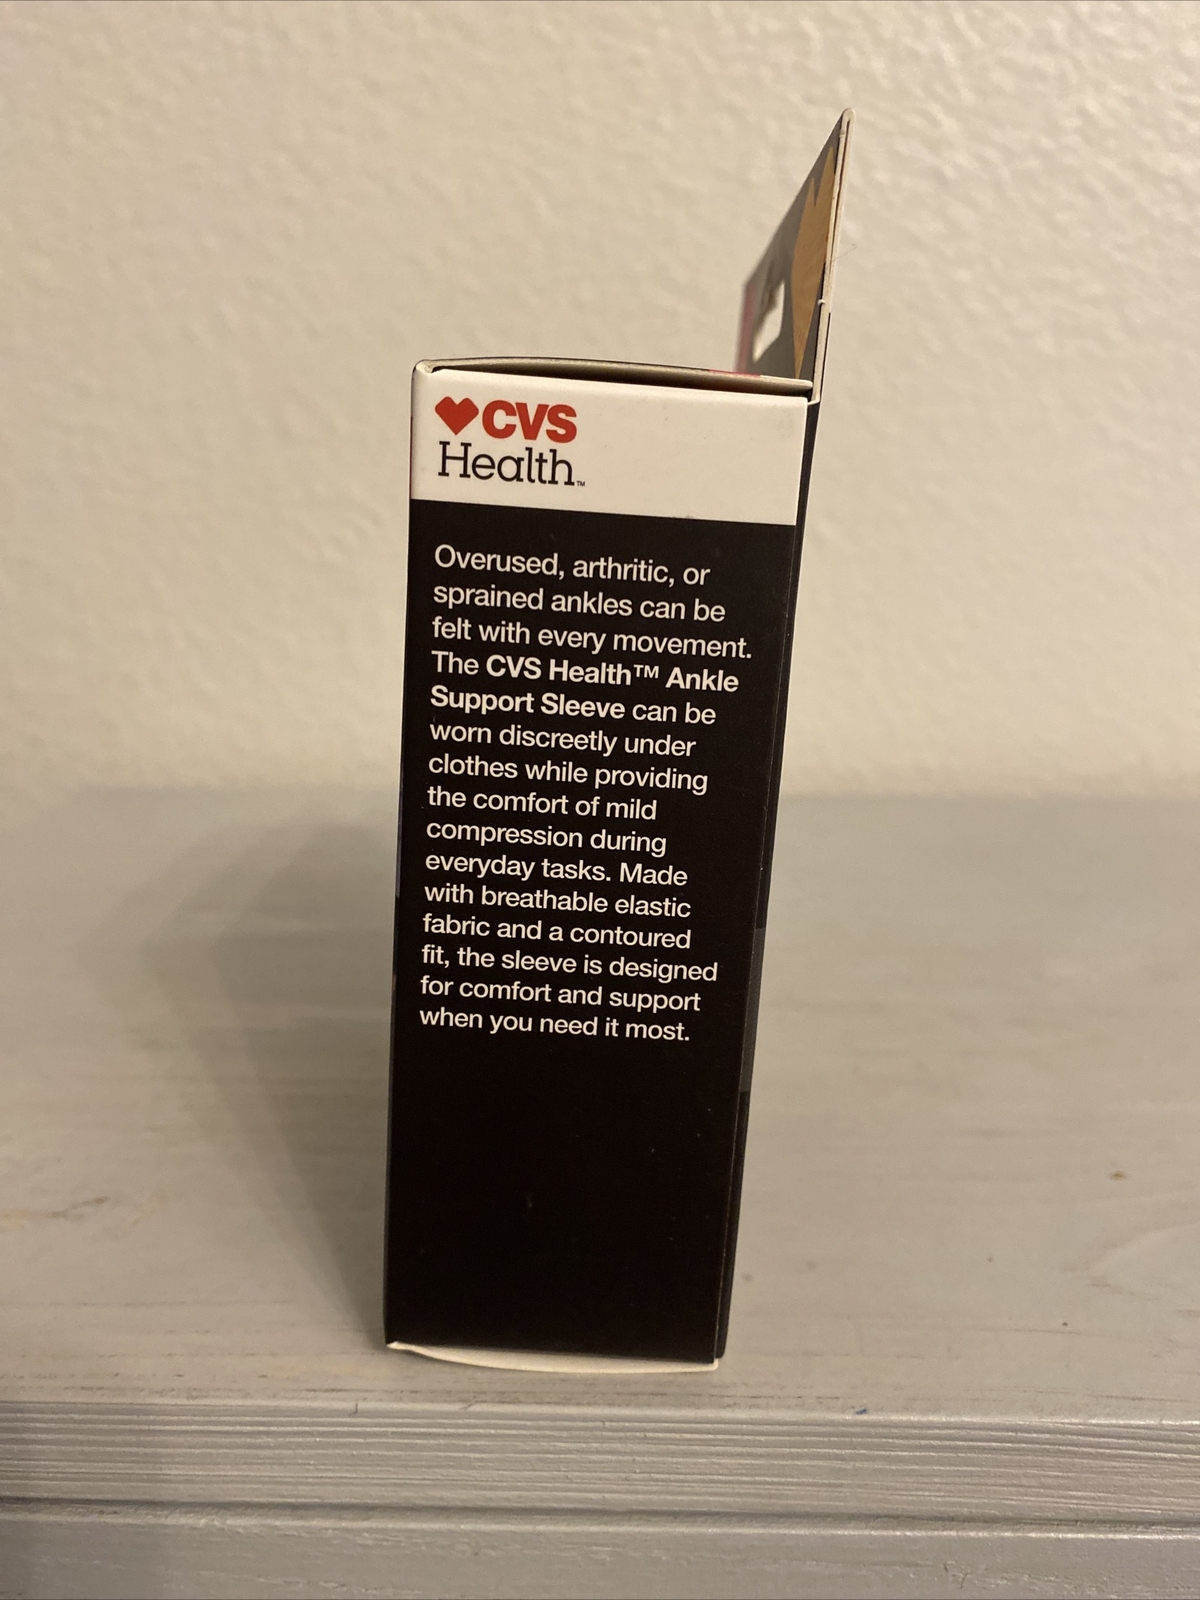 CVS
Health™
Overused, arthritic, or
sprained ankles can be
felt with every movement.
The CVS Health™ Ankle
Support Sleeve can be
worn discreetly under
clothes while providing
the comfort of mild
compression during
everyday tasks. Made
with breathable elastic
fabric and a contoured
fit, the sleeve is designed
for comfort and support
when you need it most.